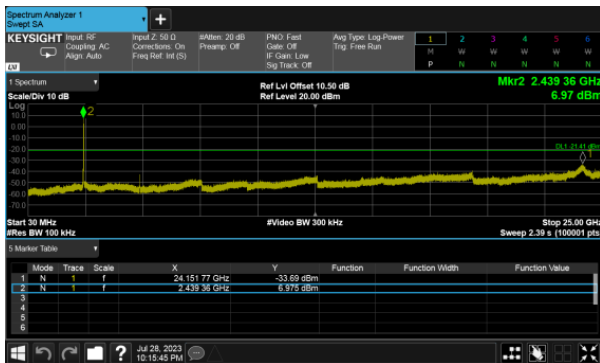 Spectrum Analyzer 1
Swept SA
KEYSIGHT
Input: RF
Coupling: AC
Align: Auto
Input Z: 50 Ω
Corrections: On
Freq Ref: Int (S)
#Atten: 20 dB
Preamp: Off
PNO: Fast
Gate: Off
IF Gain: Low
Sig Track: Off
Avg Type: Log-Power
Trig: Free Run
1 2 3 4 5 6
M W W W W W
P N N N N N
LXI
1 Spectrum
Scale/Div 10 dB
Ref Lvl Offset 10.50 dB
Ref Level 20.00 dBm
Mkr2 2.439 36 GHz
6.97 dBm
Log
10.0
0.00
-10.0
-20.0
-30.0
-40.0
-50.0
-60.0
-70.0
2
DL1 -21.41 dBm
1
Start 30 MHz
#Res BW 100 kHz
#Video BW 300 kHz
Stop 25.00 GHz
Sweep 2.39 s (100001 pts)
5 Marker Table
Mode Trace Scale X Y Function Function Width Function Value
1 N 1 f 24.151 77 GHz -33.69 dBm
2 N 1 f 2.439 36 GHz 6.975 dBm
3
4
5
6
?
Jul 28, 2023
10:15:45 PM